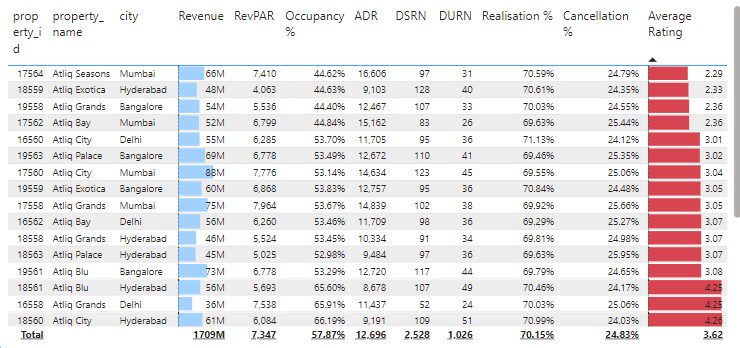 prop erty_i d property_ name city Revenue RevPAR Occupancy % ADR DSRN DURN Realisation % Cancellation % Average Rating
17564 Atliq Seasons Mumbai 66M 7,410 44.62% 16,606 97 31 70.59% 24.79% 2.29
18559 Atliq Exotica Hyderabad 48M 4,063 44.63% 9,103 128 40 70.61% 24.35% 2.33
19558 Atliq Grands Bangalore 54M 5,536 44.40% 12,467 107 33 70.03% 24.55% 2.36
17562 Atliq Bay Mumbai 52M 6,799 44.84% 15,162 83 26 69.63% 25.44% 2.36
16560 Atliq City Delhi 55M 6,285 53.70% 11,705 95 36 71.13% 24.12% 3.01
19563 Atliq Palace Bangalore 69M 6,778 53.49% 12,672 110 41 69.46% 25.35% 3.02
17560 Atliq City Mumbai 88M 7,776 53.14% 14,634 123 45 69.55% 25.06% 3.04
19559 Atliq Exotica Bangalore 60M 6,868 53.83% 12,757 95 36 70.84% 24.48% 3.05
17558 Atliq Grands Mumbai 75M 7,964 53.67% 14,839 102 38 69.92% 25.66% 3.05
16562 Atliq Bay Delhi 56M 6,260 53.46% 11,709 98 36 69.29% 25.27% 3.07
18558 Atliq Grands Hyderabad 46M 5,524 53.45% 10,334 91 34 69.81% 24.98% 3.07
18563 Atliq Palace Hyderabad 45M 5,025 52.98% 9,484 97 36 69.63% 25.95% 3.07
19561 Atliq Blu Bangalore 73M 6,778 53.29% 12,720 117 44 69.79% 24.65% 3.08
18561 Atliq Blu Hyderabad 56M 5,693 65.60% 8,678 107 49 70.46% 24.17% 4.25
16558 Atliq Grands Delhi 36M 7,538 65.91% 11,437 52 24 70.03% 25.06% 4.25
18560 Atliq City Hyderabad 61M 6,084 66.19% 9,191 109 51 70.99% 24.03% 4.26
Total 1709M 7,347 57.87% 12,696 2,528 1,026 70.15% 24.83% 3.62